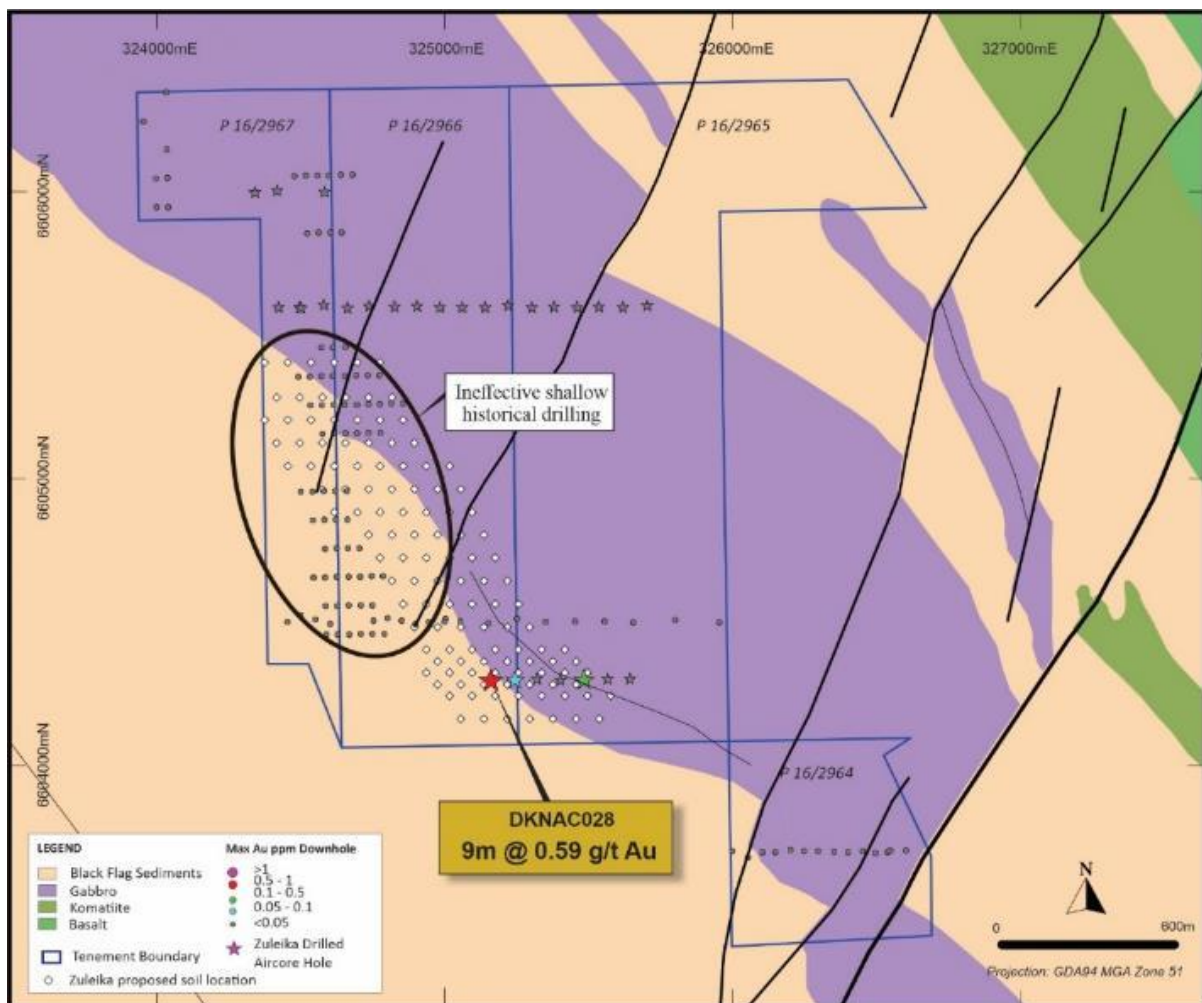 324000mE
325000mE
326000mE
327000mE
P 16/2967
P 16/2966
P 16/2965
6606000mN
Ineffective shallow
historical drilling
6605000mN
6604000mN
P 16/2964
DKNAC028
9m @ 0.59 g/t Au
LEGEND
Black Flag Sediments
Gabbro
Komatiite
Basalt
Tenement Boundary
Zuleika proposed soil location
Max Au ppm Downhole
>1
0.5 - 1
0.1 - 0.5
0.05 - 0.1
<0.05
Zuleika Drilled
Aircore Hole
N
0
600m
Projection: GDA94 MGA Zone 51